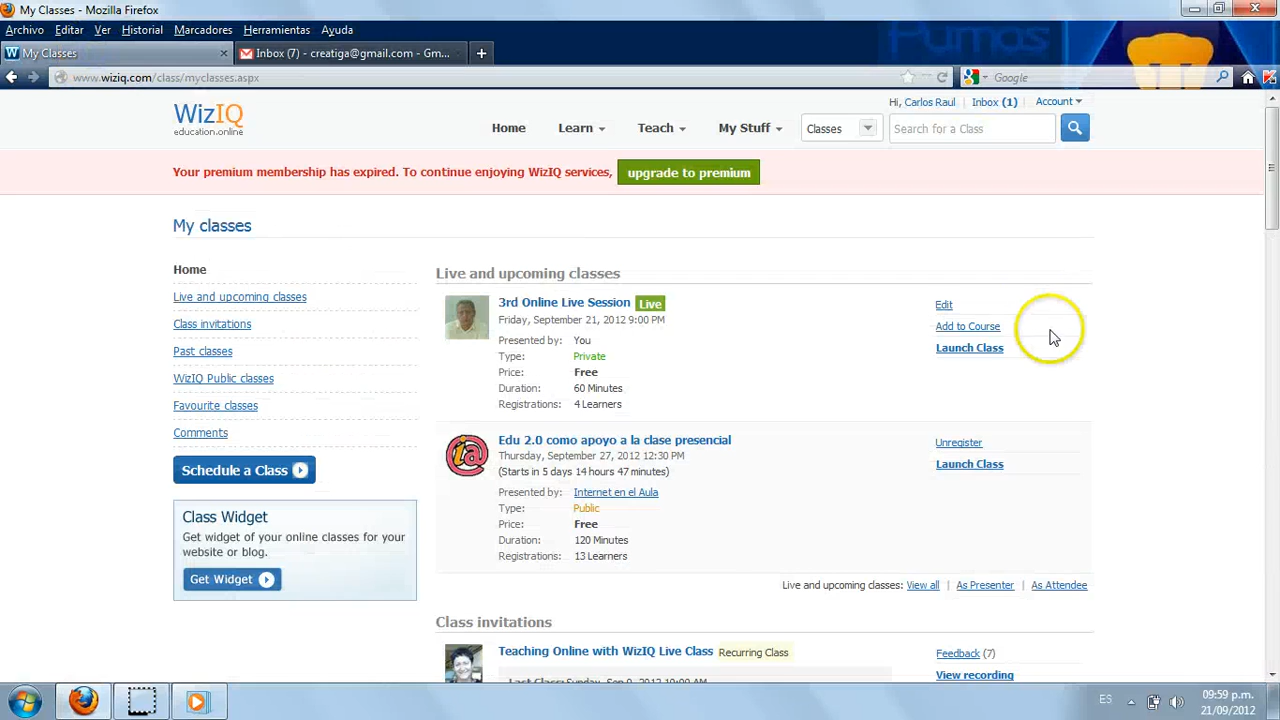 My Classes - Mozilla Firefox
Archivo Editar Ver Historial Marcadores Herramientas Ayuda
My Classes
Inbox (7) - creatiga@gmail.com - Gm...
www.wiziq.com/class/myclasses.aspx
Google
Pumas
WizIQ
education.online
Hi, Carlos Raul Inbox (1) Account
Home Learn Teach My Stuff Classes Search for a Class
Your premium membership has expired. To continue enjoying WizIQ services, upgrade to premium
My classes
Home
Live and upcoming classes
Class invitations
Past classes
WizIQ Public classes
Favourite classes
Comments
Schedule a Class
Class Widget
Get widget of your online classes for your
website or blog.
Get Widget
Live and upcoming classes
3rd Online Live Session Live
Friday, September 21, 2012 9:00 PM
Presented by: You
Type: Private
Price: Free
Duration: 60 Minutes
Registrations: 4 Learners
Edit
Add to Course
Launch Class
Edu 2.0 como apoyo a la clase presencial
Thursday, September 27, 2012 12:30 PM
(Starts in 5 days 14 hours 47 minutes)
Presented by: Internet en el Aula
Type: Public
Price: Free
Duration: 120 Minutes
Registrations: 13 Learners
Unregister
Launch Class
Live and upcoming classes: View all | As Presenter | As Attendee
Class invitations
Teaching Online with WizIQ Live Class Recurring Class
Last Class: Sunday, Sep 9, 2012 10:00 AM
Feedback (7)
View recording
ES
09:59 p.m.
21/09/2012